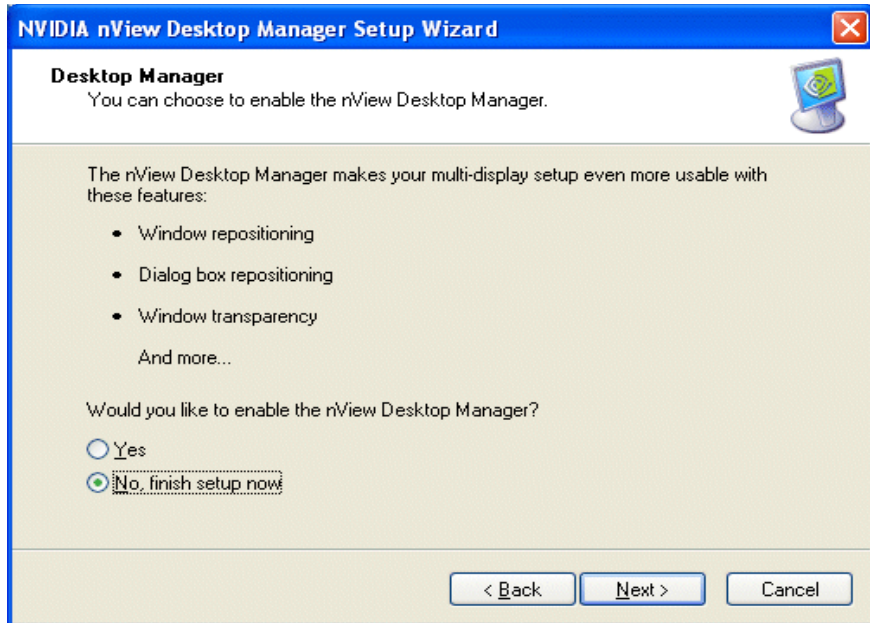 NVIDIA nView Desktop Manager Setup Wizard
Desktop Manager
You can choose to enable the nView Desktop Manager.
The nView Desktop Manager makes your multi-display setup even more usable with
these features:
• Window repositioning
• Dialog box repositioning
• Window transparency
And more...
Would you like to enable the nView Desktop Manager?
Yes
No, finish setup now
< Back
Next >
Cancel